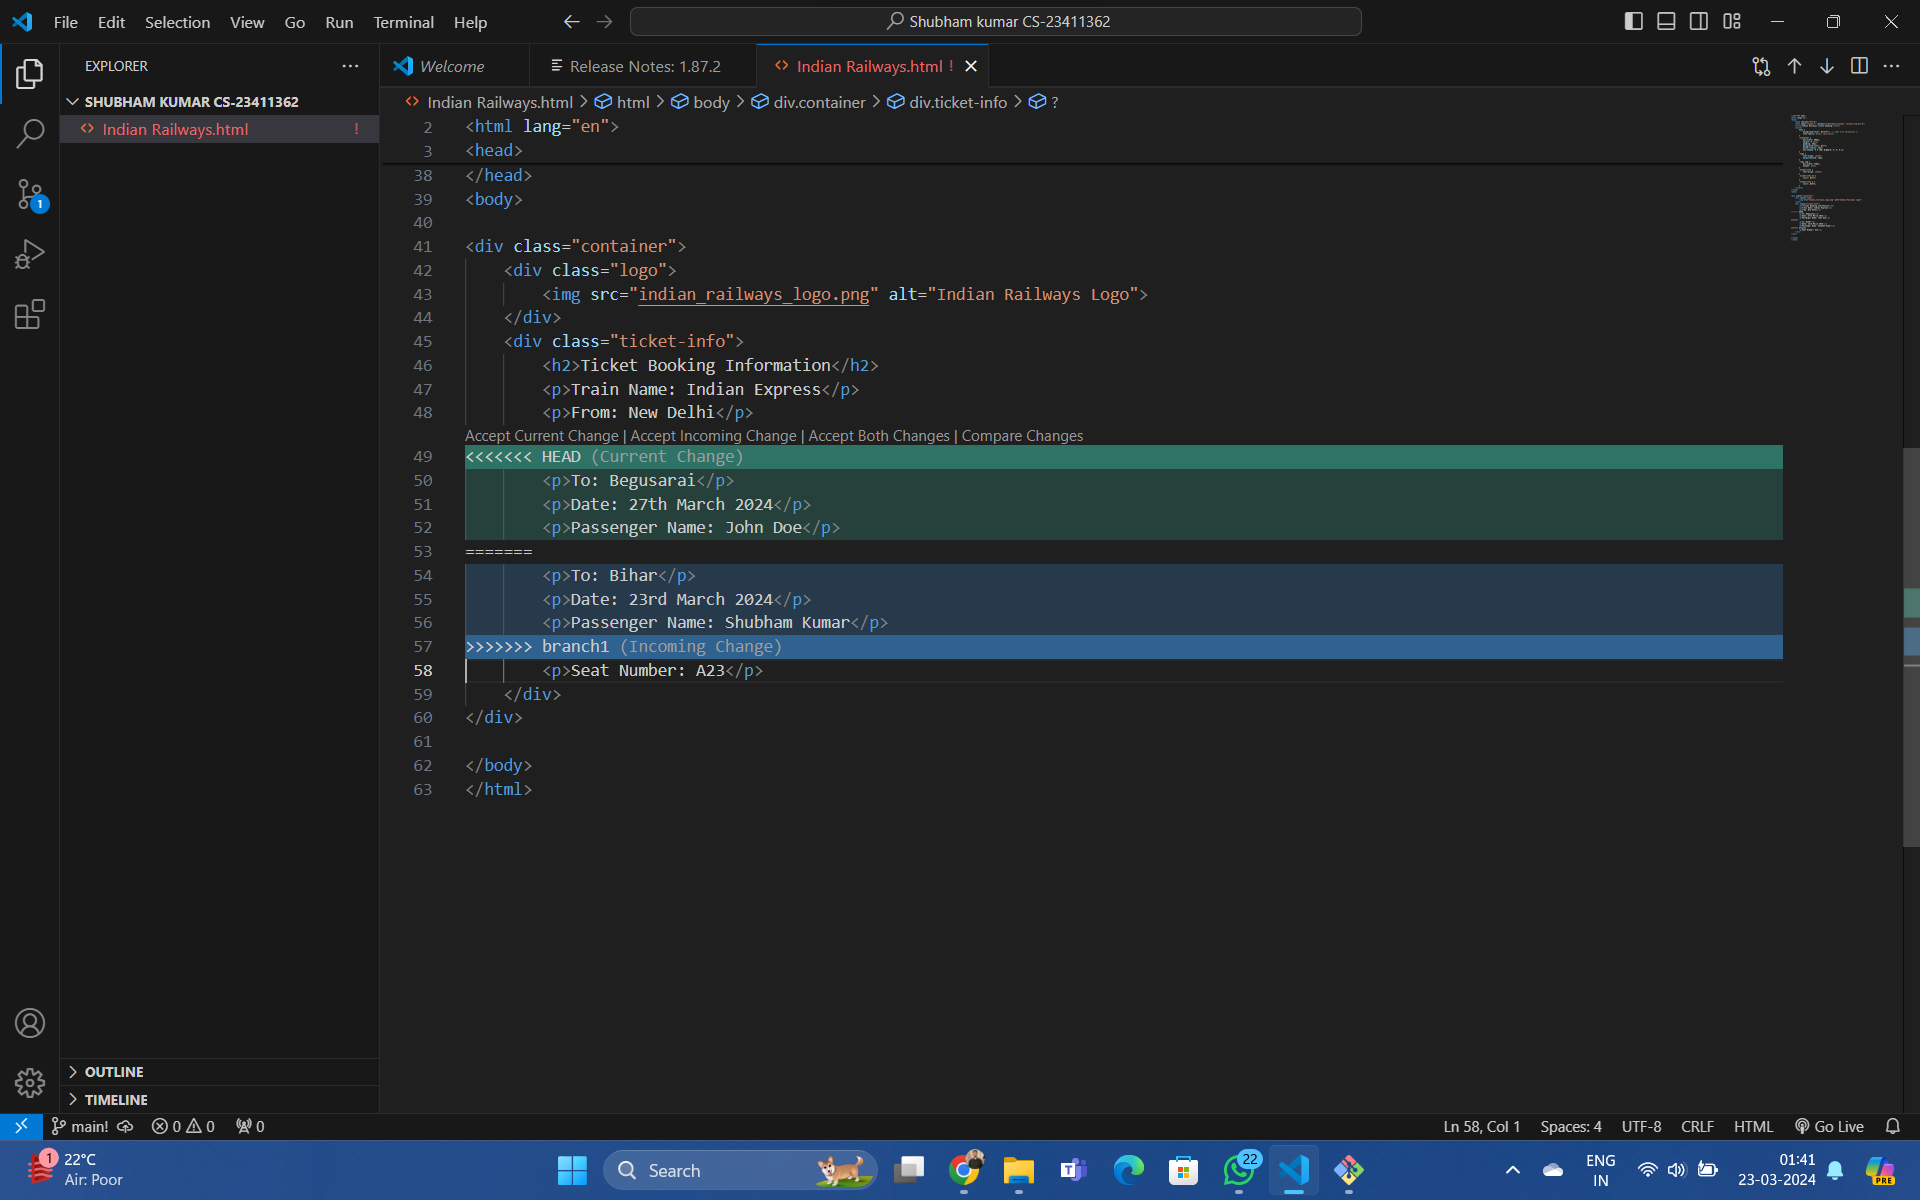 File Edit Selection View Go Run Terminal Help
Shubham kumar CS-23411362
EXPLORER
Welcome
Release Notes: 1.87.2
Indian Railways.html !
SHUBHAM KUMAR CS-23411362
Indian Railways.html !
Indian Railways.html > html > body > div.container > div.ticket-info > ?
2 <html lang="en">
3 <head>
38 </head>
39 <body>
40
41 <div class="container">
42 <div class="logo">
43 <img src="indian_railways_logo.png" alt="Indian Railways Logo">
44 </div>
45 <div class="ticket-info">
46 <h2>Ticket Booking Information</h2>
47 <p>Train Name: Indian Express</p>
48 <p>From: New Delhi</p>
Accept Current Change | Accept Incoming Change | Accept Both Changes | Compare Changes
49 <<<<<<< HEAD (Current Change)
50 <p>To: Begusarai</p>
51 <p>Date: 27th March 2024</p>
52 <p>Passenger Name: John Doe</p>
53 =======
54 <p>To: Bihar</p>
55 <p>Date: 23rd March 2024</p>
56 <p>Passenger Name: Shubham Kumar</p>
57 >>>>>>> branch1 (Incoming Change)
58 <p>Seat Number: A23</p>
59 </div>
60 </div>
61
62 </body>
63 </html>
1
OUTLINE
TIMELINE
main! 0 0 0
Ln 58, Col 1 Spaces: 4 UTF-8 CRLF HTML Go Live
1
22°C
Air: Poor
Search
22
ENG
IN
01:41
23-03-2024
PRE